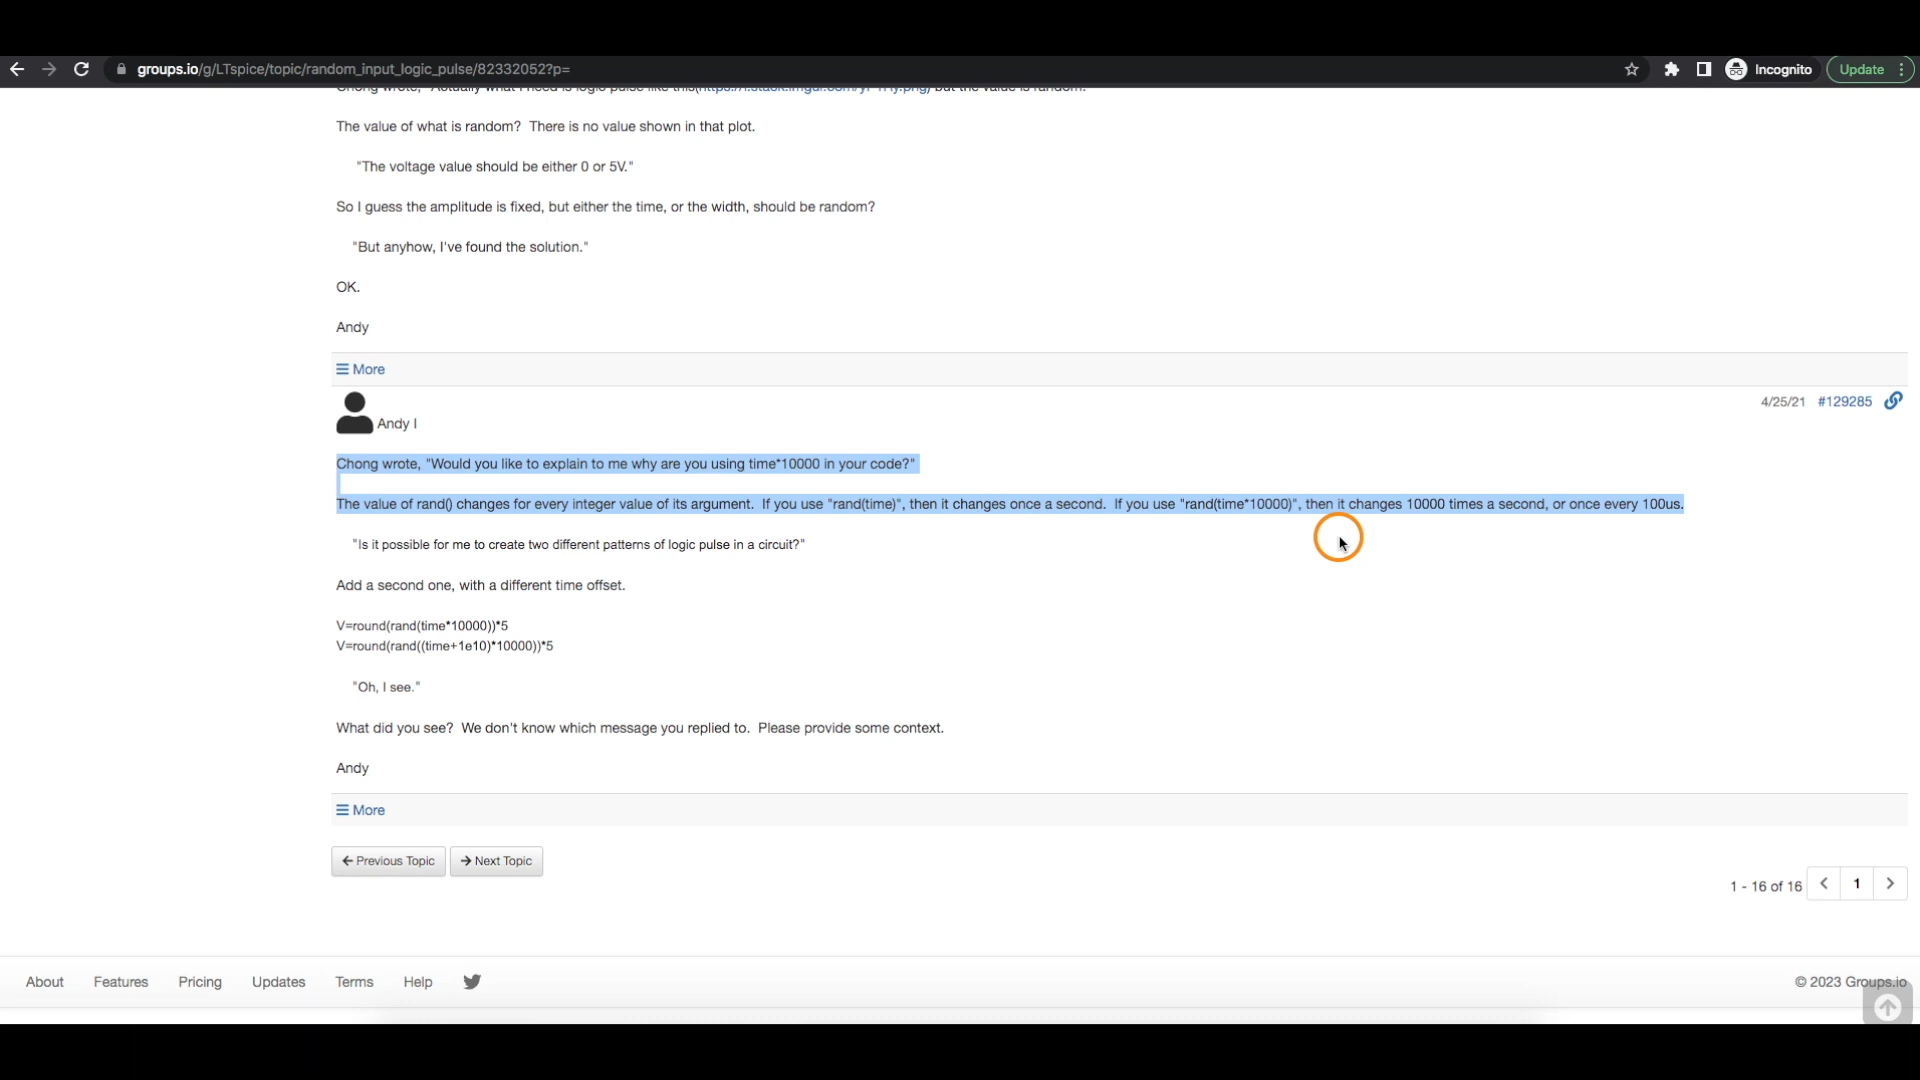 groups.io/g/LTspice/topic/random_input_logic_pulse/82332052?p=
Incognito
Update
The value of what is random?  There is no value shown in that plot.
"The voltage value should be either 0 or 5V."
So I guess the amplitude is fixed, but either the time, or the width, should be random?
"But anyhow, I've found the solution."
OK.
Andy
More
Andy I
4/25/21 #129285
Chong wrote, "Would you like to explain to me why are you using time*10000 in your code?"
The value of rand() changes for every integer value of its argument.  If you use "rand(time)", then it changes once a second.  If you use "rand(time*10000)", then it changes 10000 times a second, or once every 100us.
"Is it possible for me to create two different patterns of logic pulse in a circuit?"
Add a second one, with a different time offset.
V=round(rand(time*10000))*5
V=round(rand((time+1e10)*10000))*5
"Oh, I see."
What did you see?  We don't know which message you replied to.  Please provide some context.
Andy
More
Previous Topic
Next Topic
1 - 16 of 16
1
About
Features
Pricing
Updates
Terms
Help
© 2023 Groups.io